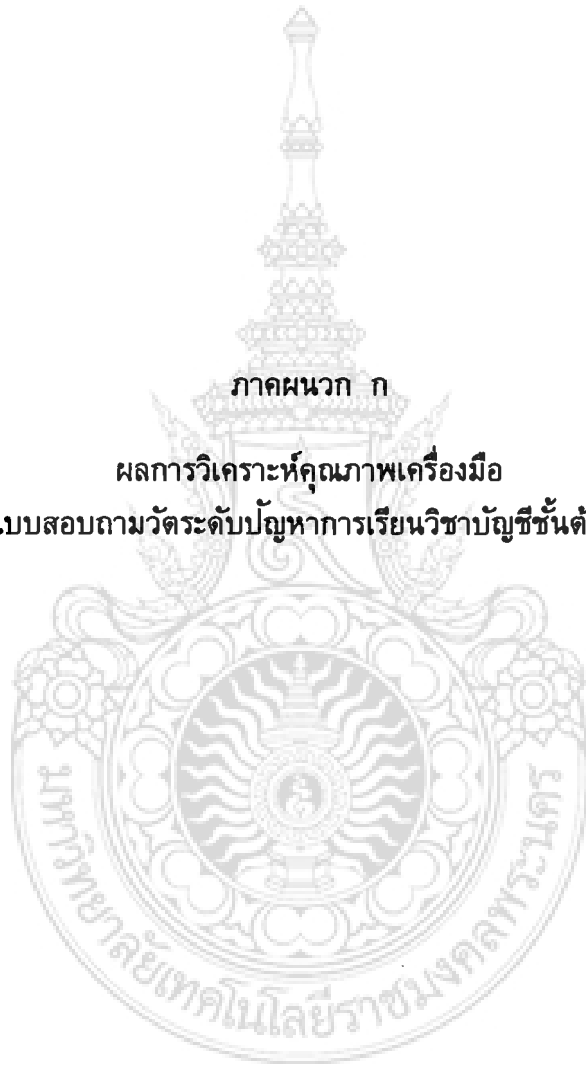 ภาคผนวก ก
ผลการวิเคราะห์คุณภาพเครื่องมือ
แบบสอบถามวัดระดับปัญหาการเรียนวิชาบัญชีชั้นต้น
มหาวิทยาลัยเทคโนโลยีราชมงคลพระนคร